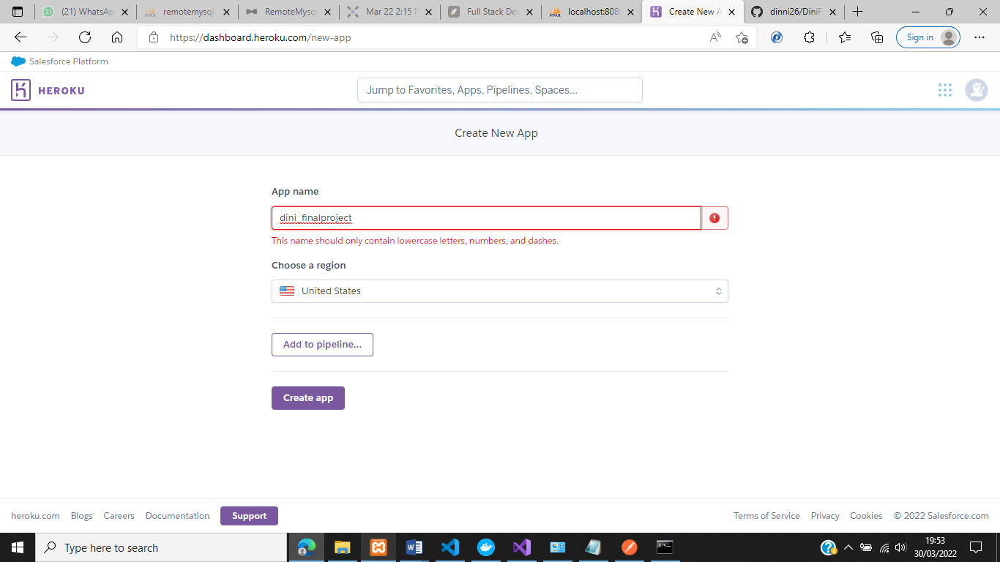 (21) WhatsAp
remotemysql.
RemoteMysq
Mar 22 2:15 P
Full Stack Dev
localhost:808
Create New A
dinni26/DiniF
https://dashboard.heroku.com/new-app
Sign in
Salesforce Platform
HEROKU
Jump to Favorites, Apps, Pipelines, Spaces...
Create New App
App name
dini_finalproject
This name should only contain lowercase letters, numbers, and dashes.
Choose a region
United States
Add to pipeline...
Create app
heroku.com Blogs Careers Documentation Support Terms of Service Privacy Cookies © 2022 Salesforce.com
Type here to search
19:53
30/03/2022